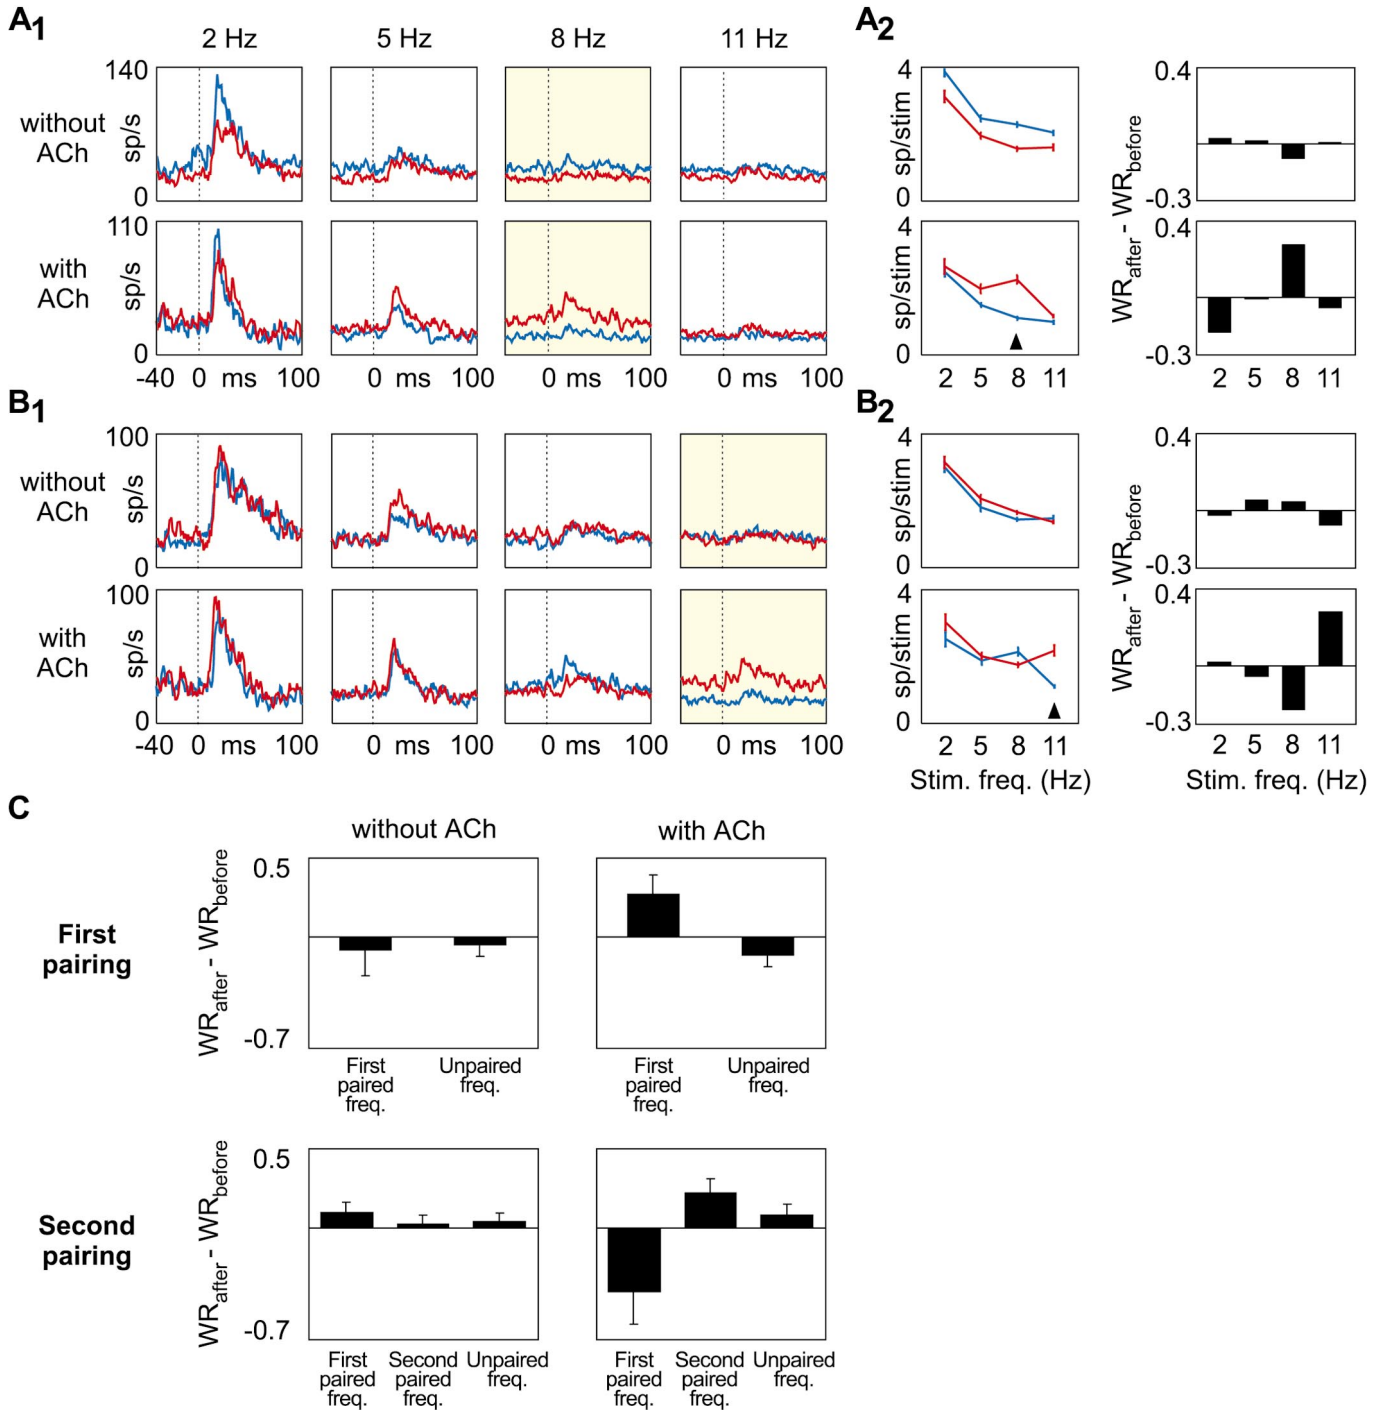 A1
A2
2 Hz
5 Hz
8 Hz
11 Hz
without
ACh
sp/s
140
0
sp/stim
4
0
0.4
-0.3
WRafter - WRbefore
with
ACh
sp/s
110
0
sp/stim
4
0
0.4
-0.3
-40 0 ms 100
0 ms 100
0 ms 100
0 ms 100
2 5 8 11
2 5 8 11
B1
B2
without
ACh
sp/s
100
0
sp/stim
4
0
0.4
-0.3
WRafter - WRbefore
with
ACh
sp/s
100
0
sp/stim
4
0
0.4
-0.3
-40 0 ms 100
0 ms 100
0 ms 100
0 ms 100
2 5 8 11
2 5 8 11
Stim. freq. (Hz)
Stim. freq. (Hz)
C
without ACh
with ACh
First
pairing
WRafter - WRbefore
0.5
-0.7
First
paired
freq.
Unpaired
freq.
First
paired
freq.
Unpaired
freq.
Second
pairing
WRafter - WRbefore
0.5
-0.7
First
paired
freq.
Second
paired
freq.
Unpaired
freq.
First
paired
freq.
Second
paired
freq.
Unpaired
freq.